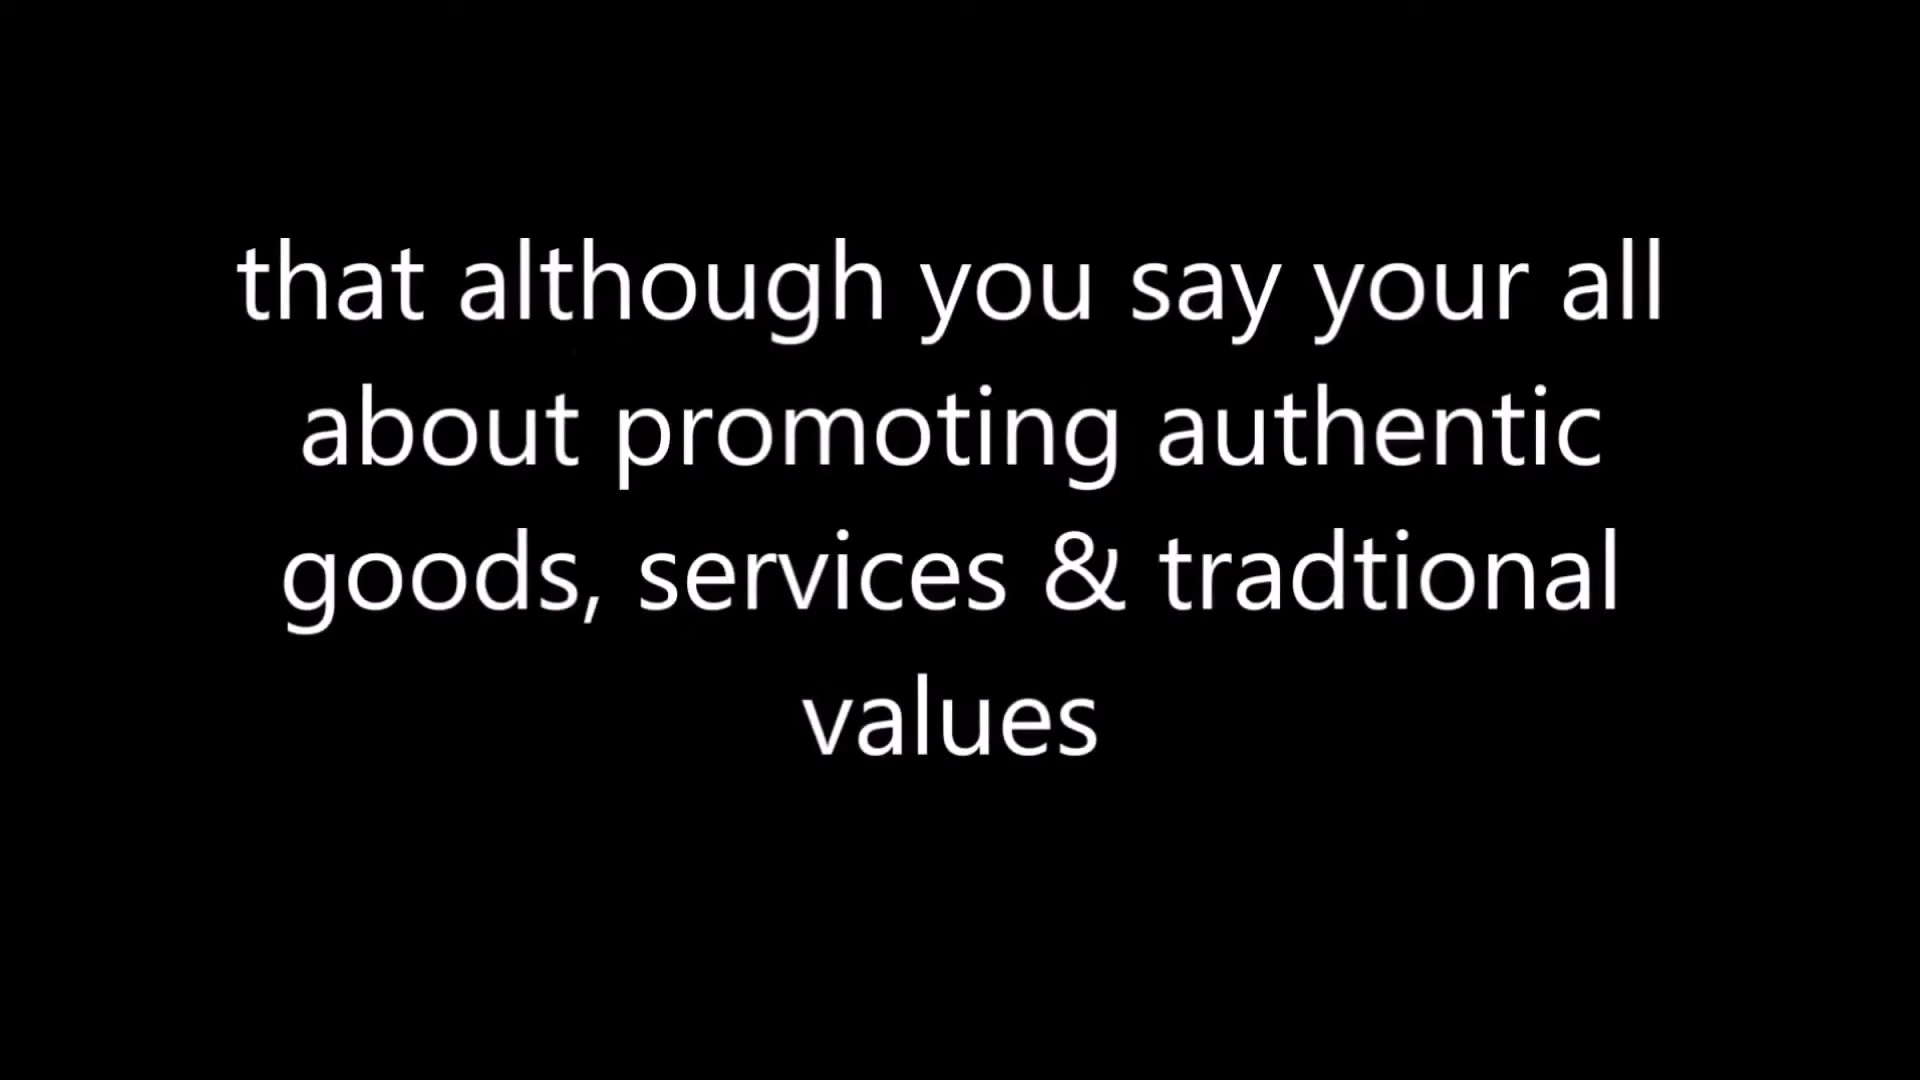 that although you say your all
about promoting authentic
goods, services & tradtional
values